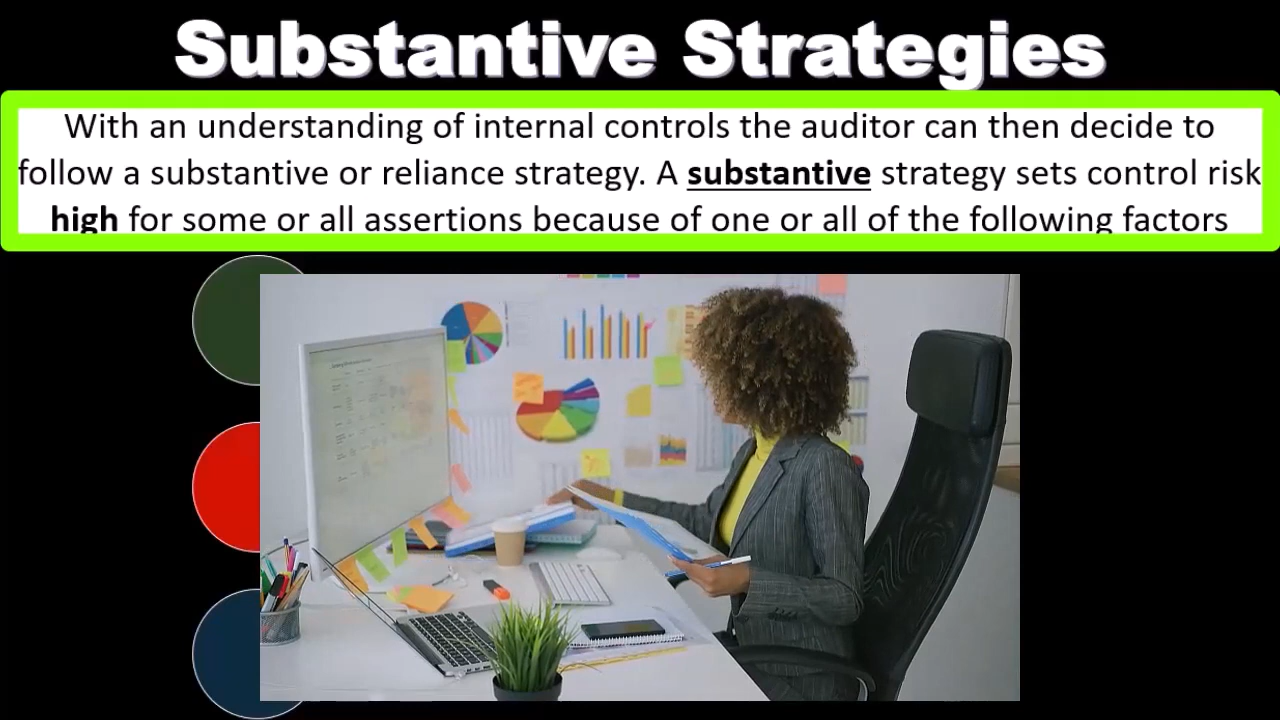 Substantive Strategies
With an understanding of internal controls the auditor can then decide to
follow a substantive or reliance strategy. A substantive strategy sets control risk
high for some or all assertions because of one or all of the following factors